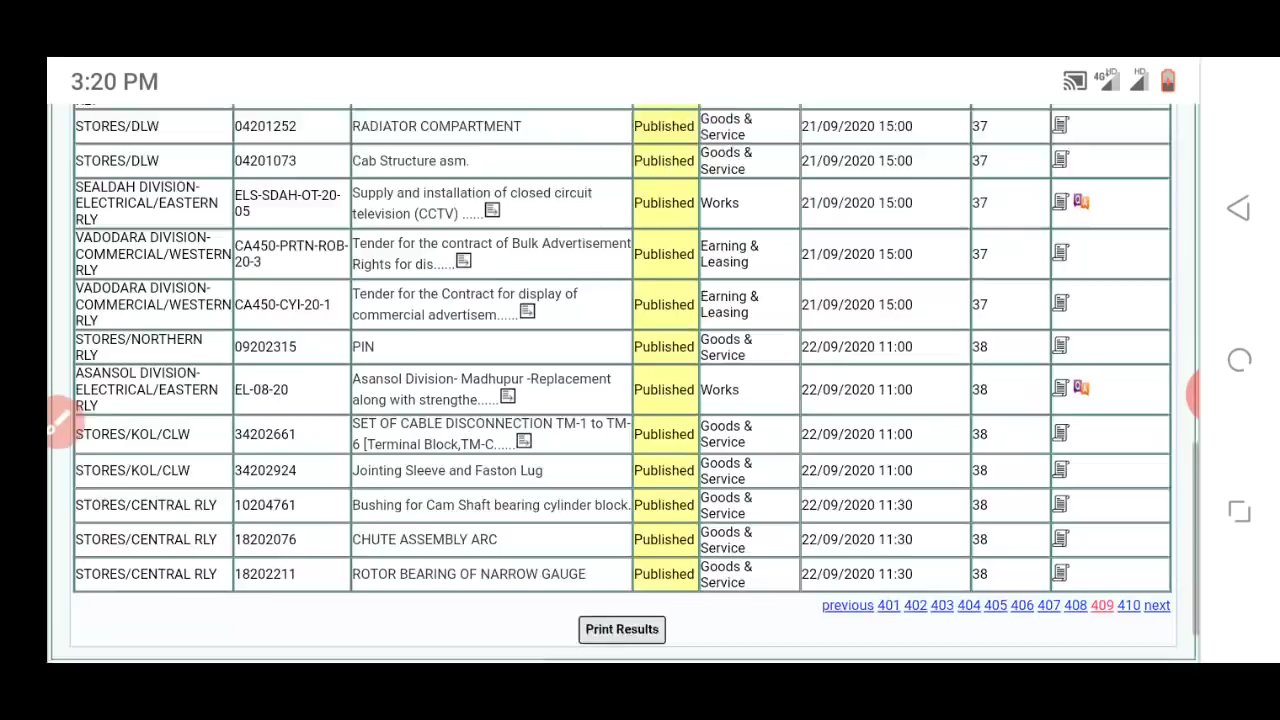 3:20 PM
4G HD HD
STORES/DLW 04201252 RADIATOR COMPARTMENT Published Goods & Service 21/09/2020 15:00 37
STORES/DLW 04201073 Cab Structure asm. Published Goods & Service 21/09/2020 15:00 37
SEALDAH DIVISION-ELECTRICAL/EASTERN RLY ELS-SDAH-OT-20-05 Supply and installation of closed circuit television (CCTV) ...... Published Works 21/09/2020 15:00 37
VADODARA DIVISION-COMMERCIAL/WESTERN RLY CA450-PRTN-ROB-20-3 Tender for the contract of Bulk Advertisement Rights for dis...... Published Earning & Leasing 21/09/2020 15:00 37
VADODARA DIVISION-COMMERCIAL/WESTERN RLY CA450-CYI-20-1 Tender for the Contract for display of commercial advertisem...... Published Earning & Leasing 21/09/2020 15:00 37
STORES/NORTHERN RLY 09202315 PIN Published Goods & Service 22/09/2020 11:00 38
ASANSOL DIVISION-ELECTRICAL/EASTERN RLY EL-08-20 Asansol Division- Madhupur -Replacement along with strengthe...... Published Works 22/09/2020 11:00 38
STORES/KOL/CLW 34202661 SET OF CABLE DISCONNECTION TM-1 to TM-6 [Terminal Block,TM-C...... Published Goods & Service 22/09/2020 11:00 38
STORES/KOL/CLW 34202924 Jointing Sleeve and Faston Lug Published Goods & Service 22/09/2020 11:00 38
STORES/CENTRAL RLY 10204761 Bushing for Cam Shaft bearing cylinder block. Published Goods & Service 22/09/2020 11:30 38
STORES/CENTRAL RLY 18202076 CHUTE ASSEMBLY ARC Published Goods & Service 22/09/2020 11:30 38
STORES/CENTRAL RLY 18202211 ROTOR BEARING OF NARROW GAUGE Published Goods & Service 22/09/2020 11:30 38
previous 401 402 403 404 405 406 407 408 409 410 next
Print Results